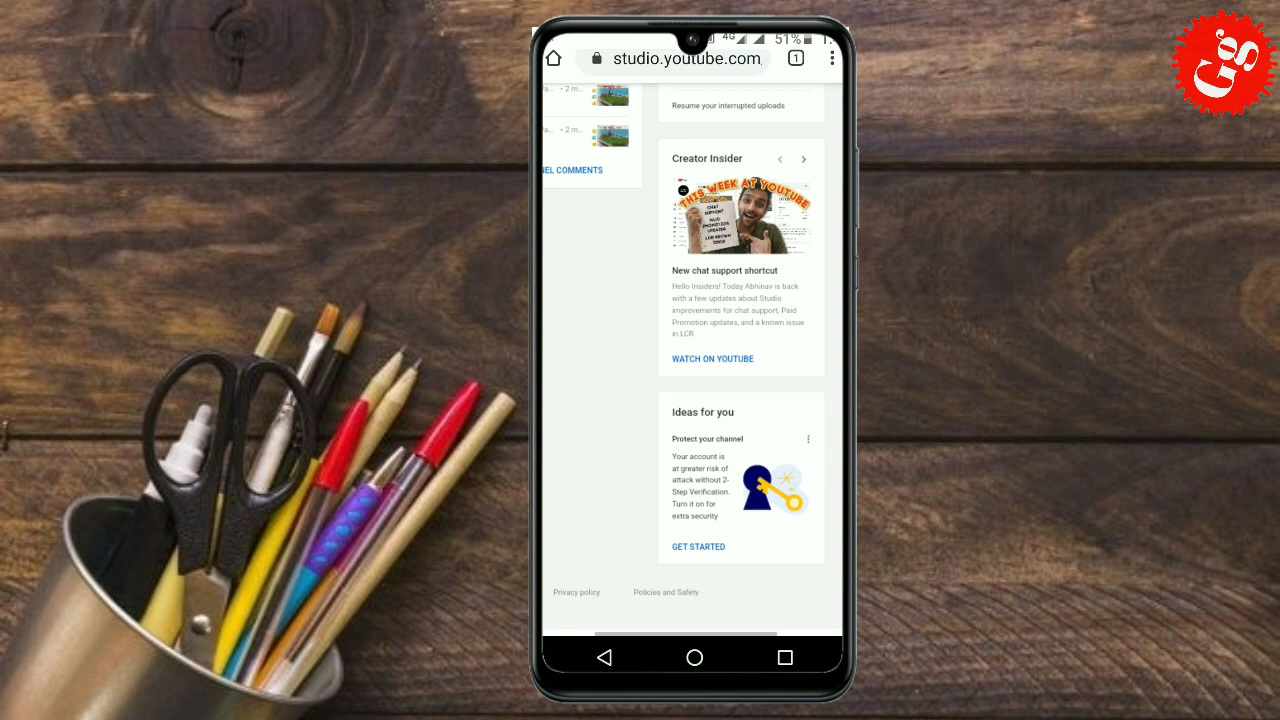 4G 51%
studio.youtube.com
1
• 2 m...
Resume your interrupted uploads
• 2 m...
COMMENTS
Creator Insider
THIS WEEK AT YOUTUBE
CHAT
SUPPORT
PAID
PROMOTION
UPDATES
LCR KNOWN
ISSUE
New chat support shortcut
Hello Insiders! Today Abhinav is back
with a few updates about Studio
improvements for chat support, Paid
Promotion updates, and a known issue
in LCR
WATCH ON YOUTUBE
Ideas for you
Protect your channel
Your account is
at greater risk of
attack without 2-
Step Verification.
Turn it on for
extra security
GET STARTED
Privacy policy
Policies and Safety